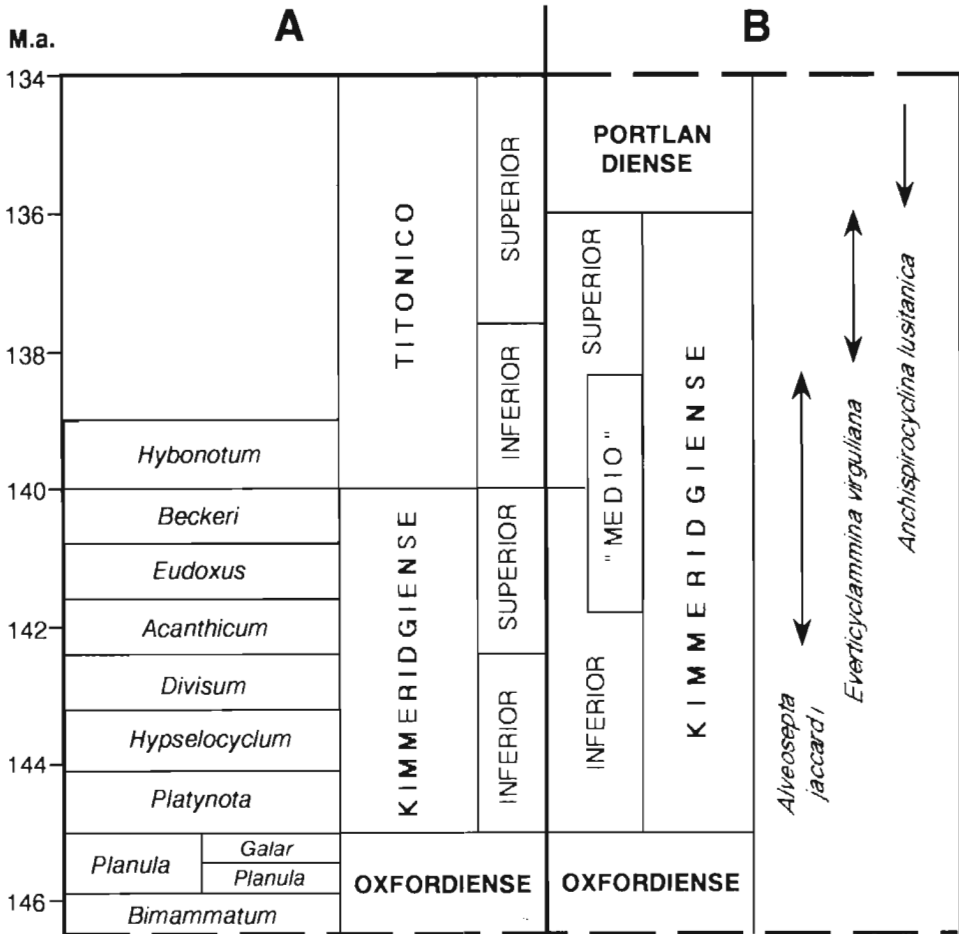 A
B
M.a.
134
136
138
140
142
144
146
Hybonotum
Beckeri
Eudoxus
Acanthicum
Divisum
Hypselocyclum
Platynota
Planula
Galar
Planula
Bimammatum
TITONICO
KIMMERIDGIENSE
OXFORDIENSE
SUPERIOR
INFERIOR
SUPERIOR
INFERIOR
PORTLAN
DIENSE
SUPERIOR
"MEDIO"
INFERIOR
KIMMERIDGIENSE
OXFORDIENSE
Alveosepta
jaccardi
Everticyclammina virguliana
Anchispirocyclina lusitanica